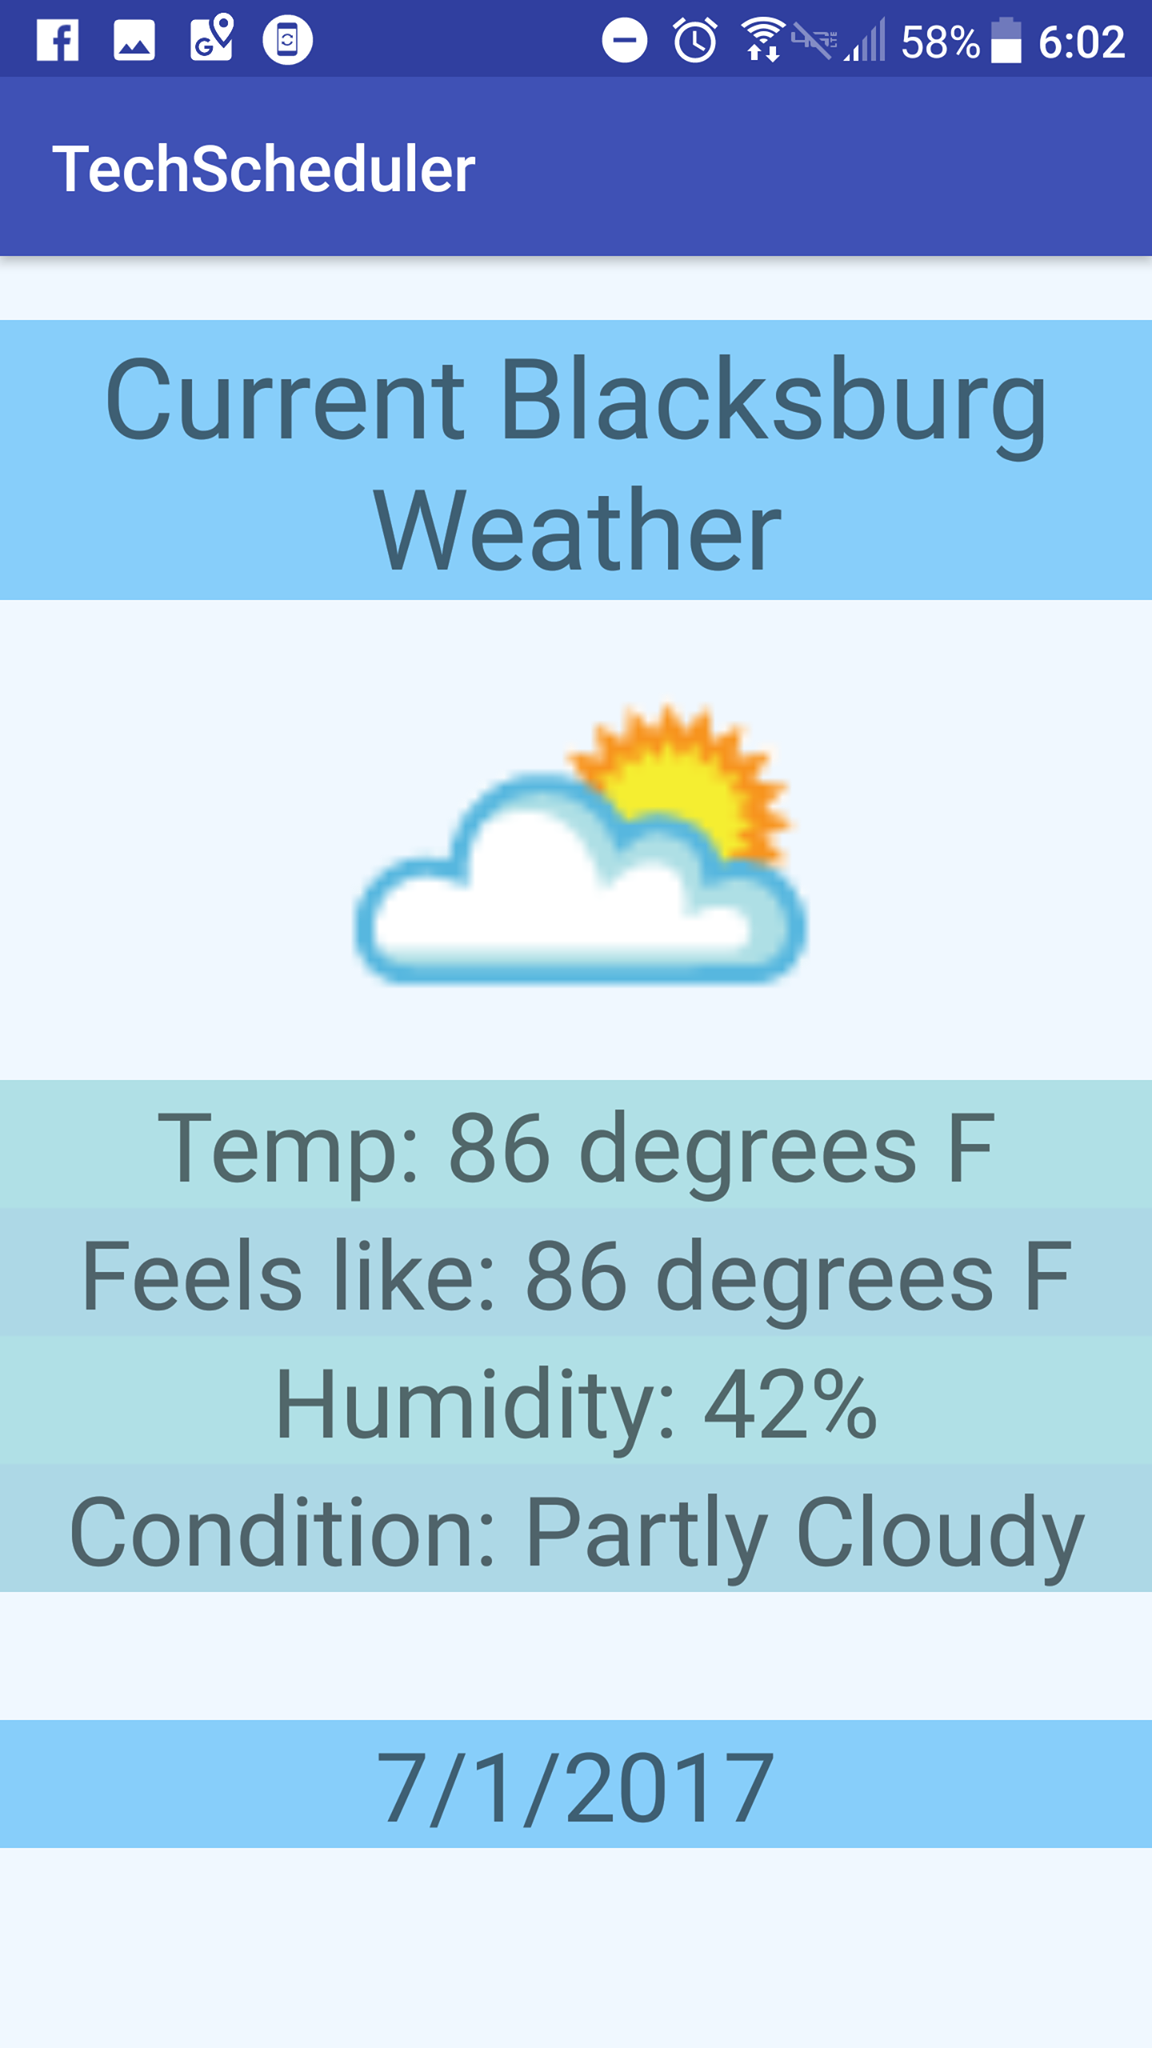 58% 6:02
TechScheduler
Current Blacksburg
Weather
Temp: 86 degrees F
Feels like: 86 degrees F
Humidity: 42%
Condition: Partly Cloudy
7/1/2017